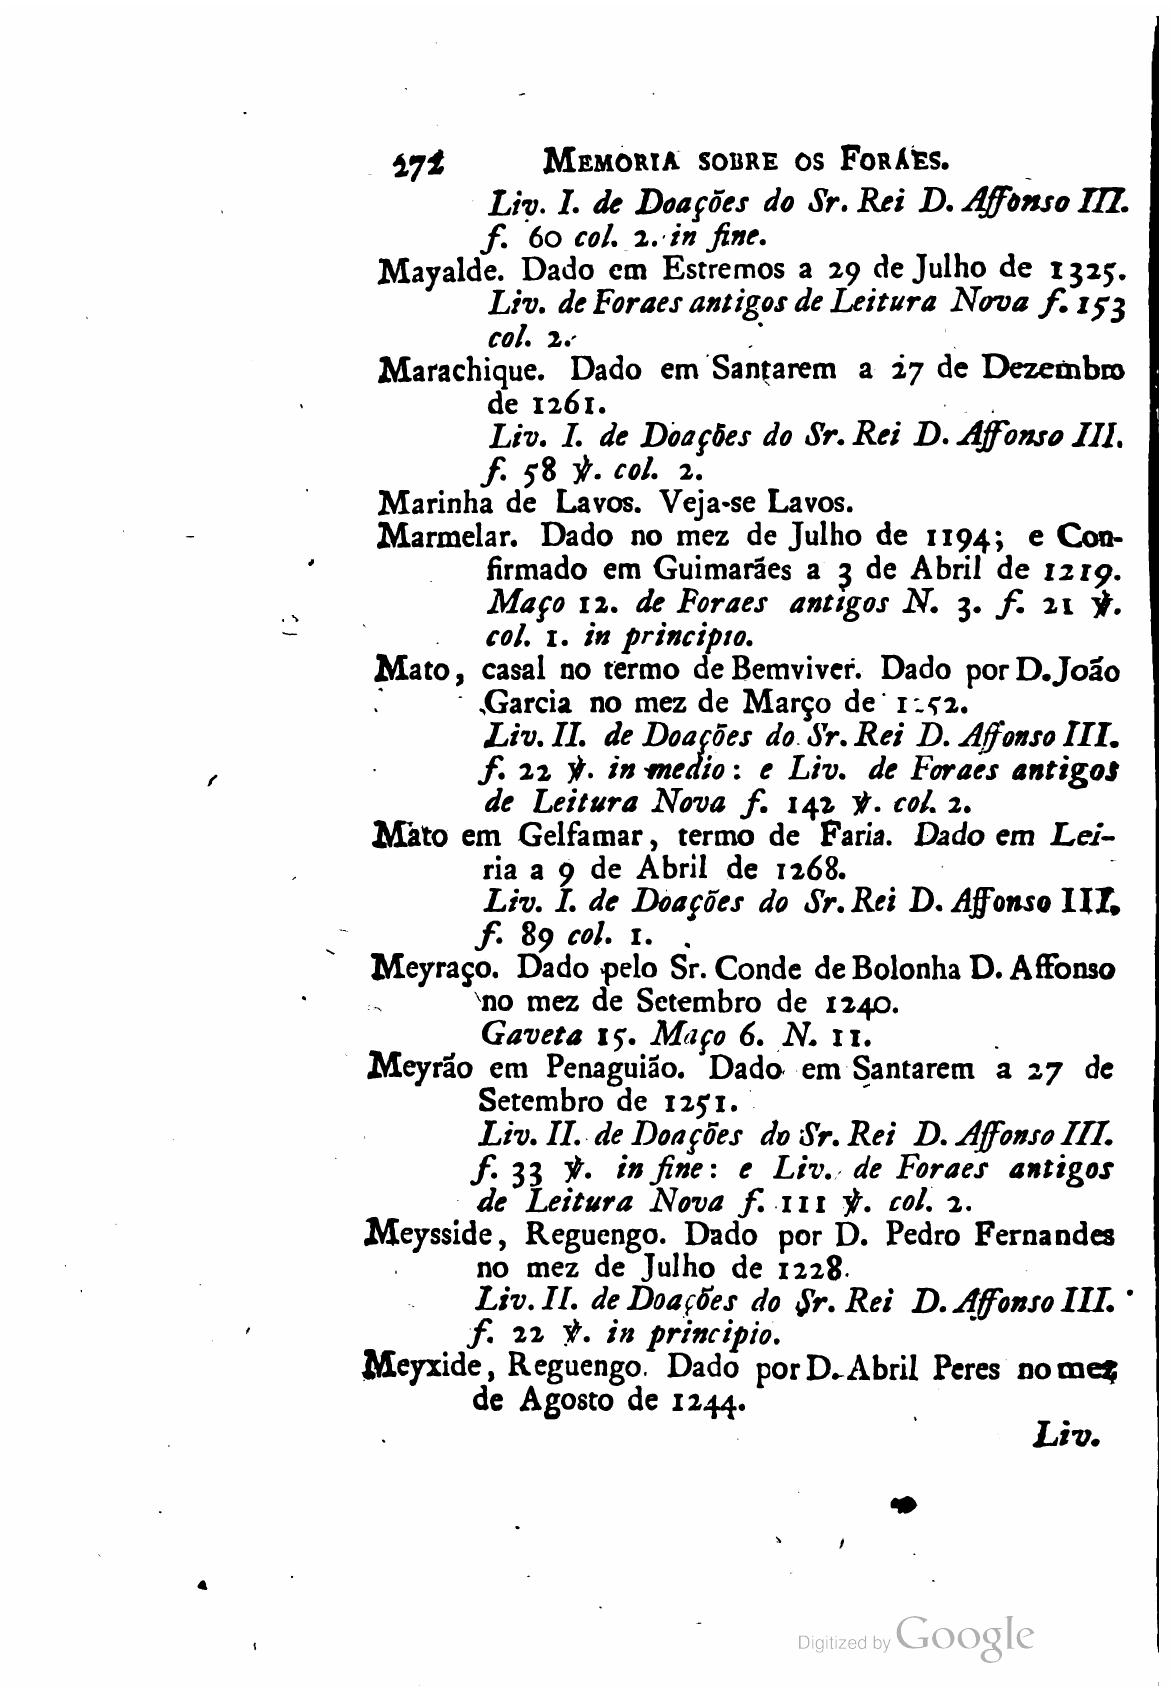 272 MEMORIA SOBRE OS FORAES.
Liv. I. de Doações do Sr. Rei D. Affonso III.
f. 60 col. 2. in fine.
Mayalde. Dado em Estremos a 29 de Julho de 1325.
Liv. de Foraes antigos de Leitura Nova f. 153
col. 2.
Marachique. Dado em Santarem a 27 de Dezembro
de 1261.
Liv. I. de Doações do Sr. Rei D. Affonso III.
f. 58 ℣. col. 2.
Marinha de Lavos. Veja-se Lavos.
Marmelar. Dado no mez de Julho de 1194; e Con-
firmado em Guimarães a 3 de Abril de 1219.
Maço 12. de Foraes antigos N. 3. f. 21 ℣.
col. 1. in principio.
Mato, casal no termo de Bemviver. Dado por D. João
Garcia no mez de Março de 1252.
Liv. II. de Doações do Sr. Rei D. Affonso III.
f. 22 ℣. in medio: e Liv. de Foraes antigos
de Leitura Nova f. 142 ℣. col. 2.
Mato em Gelfamar, termo de Faria. Dado em Lei-
ria a 9 de Abril de 1268.
Liv. I. de Doações do Sr. Rei D. Affonso III.
f. 89 col. 1.
Meyraço. Dado pelo Sr. Conde de Bolonha D. Affonso
no mez de Setembro de 1240.
Gaveta 15. Maço 6. N. 11.
Meyrão em Penaguião. Dado em Santarem a 27 de
Setembro de 1251.
Liv. II. de Doações do Sr. Rei D. Affonso III.
f. 33 ℣. in fine: e Liv. de Foraes antigos
de Leitura Nova f. 111 ℣. col. 2.
Meysside, Reguengo. Dado por D. Pedro Fernandes
no mez de Julho de 1228.
Liv. II. de Doações do Sr. Rei D. Affonso III.
f. 22 ℣. in principio.
Meyxide, Reguengo. Dado por D. Abril Peres no mez
de Agosto de 1244.
Liv.
Digitized by Google